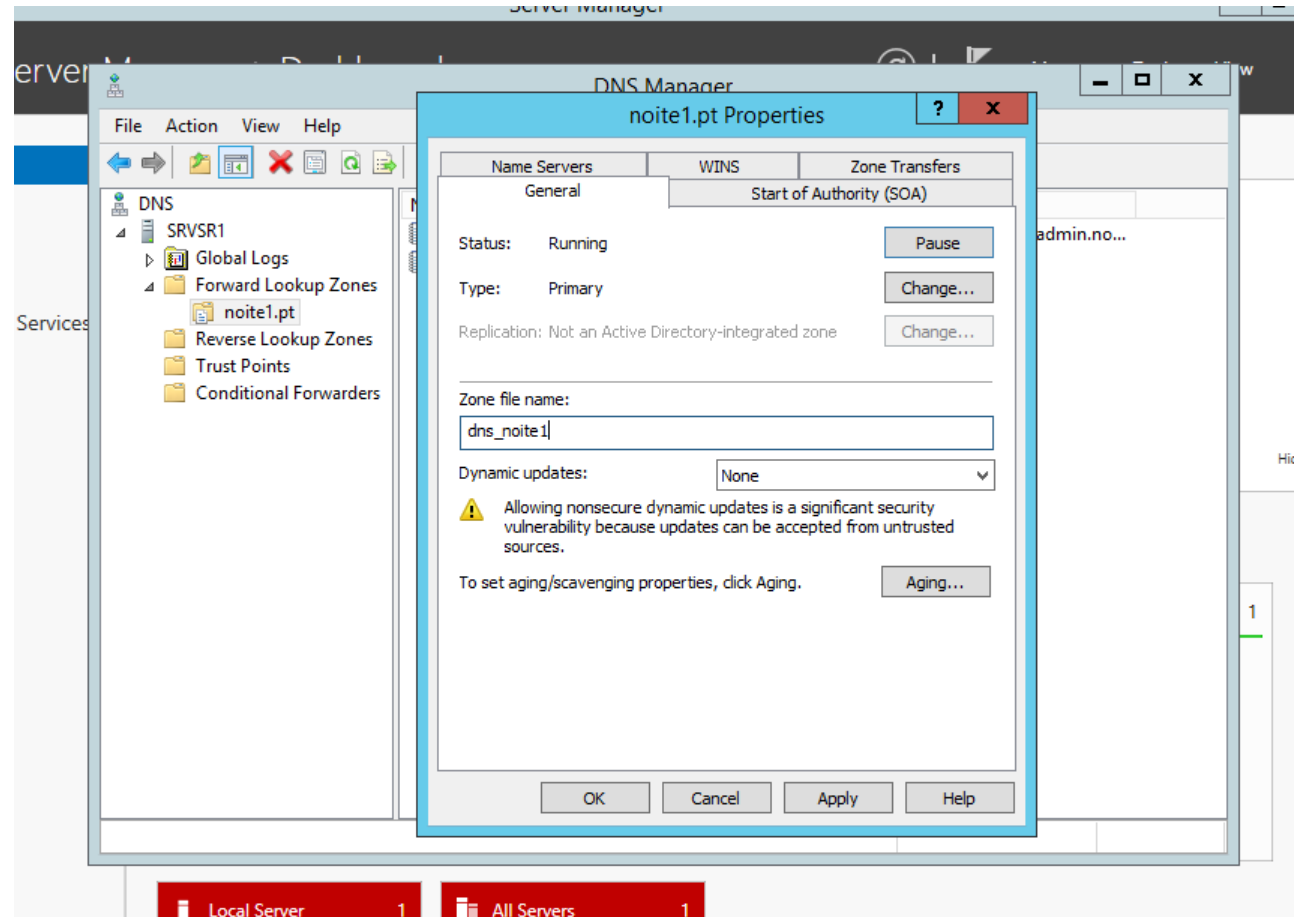 Server Manager
DNS Manager
File Action View Help
DNS
SRVSR1
Global Logs
Forward Lookup Zones
noite1.pt
Reverse Lookup Zones
Trust Points
Conditional Forwarders
noite1.pt Properties
? x
Name Servers WINS Zone Transfers
General Start of Authority (SOA)
Status: Running Pause
Type: Primary Change...
Replication: Not an Active Directory-integrated zone Change...
Zone file name:
dns_noite1
Dynamic updates: None
Allowing nonsecure dynamic updates is a significant security
vulnerability because updates can be accepted from untrusted
sources.
To set aging/scavenging properties, click Aging. Aging...
OK Cancel Apply Help
admin.no...
Services
1
Local Server 1
All Servers 1